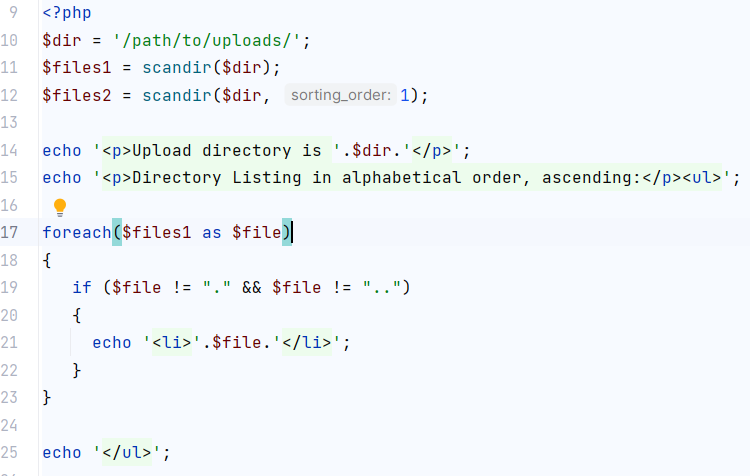 9 <?php
10 $dir = '/path/to/uploads/';
11 $files1 = scandir($dir);
12 $files2 = scandir($dir, sorting_order: 1);
13
14 echo '<p>Upload directory is '.$dir.'</p>';
15 echo '<p>Directory Listing in alphabetical order, ascending:</p><ul>';
16
17 foreach($files1 as $file)
18 {
19 if ($file != "." && $file != "..")
20 {
21 echo '<li>'.$file.'</li>';
22 }
23 }
24
25 echo '</ul>';